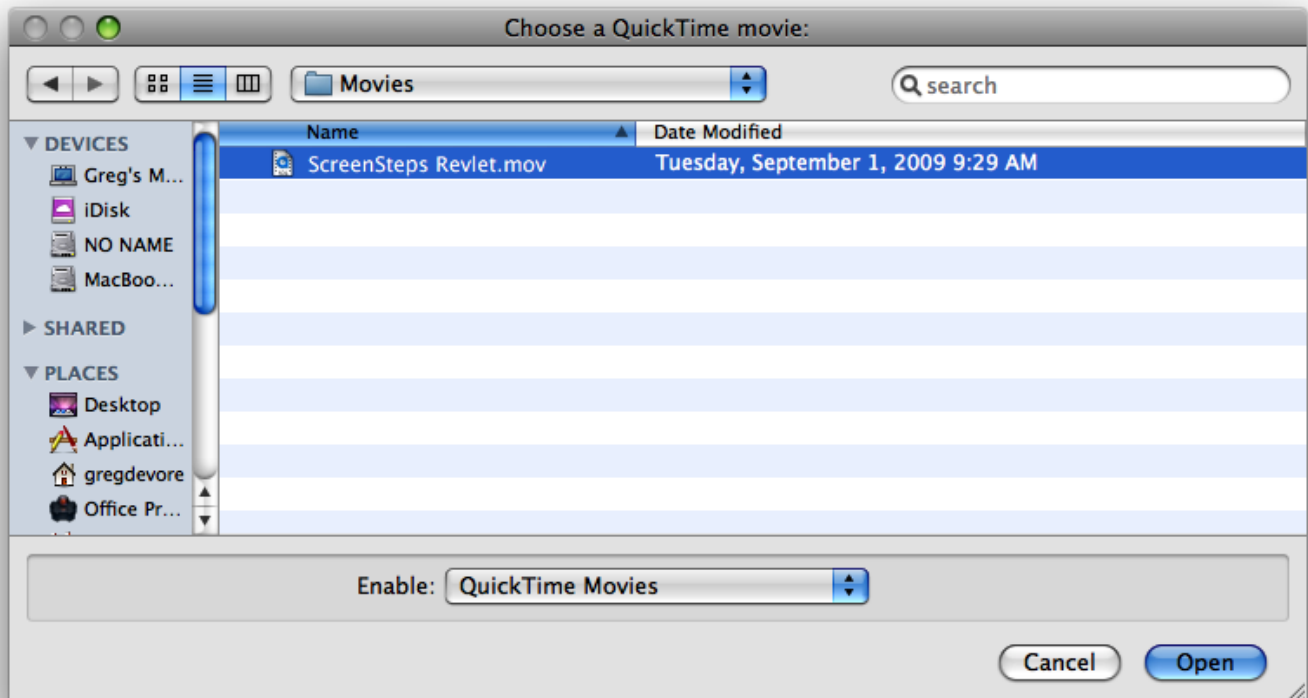 Choose a QuickTime movie:
Movies
search
DEVICES
Greg's M...
iDisk
NO NAME
MacBoo...
SHARED
PLACES
Desktop
Applicati...
gregdevore
Office Pr...
Name Date Modified
ScreenSteps Revlet.mov Tuesday, September 1, 2009 9:29 AM
Enable: QuickTime Movies
Cancel Open